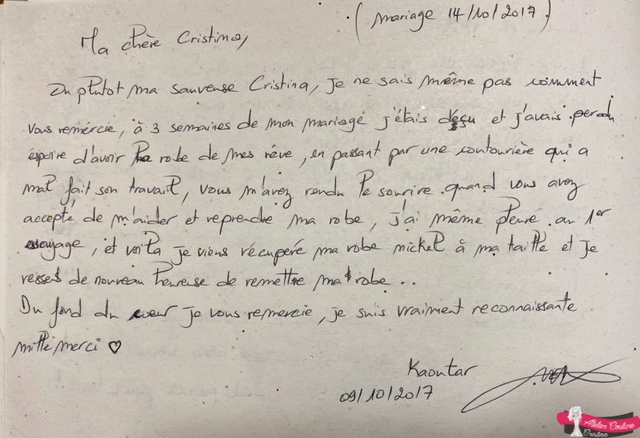 ( mariage 14/10/2017 )
Ma chère Cristina,
Ou plutot ma sauveuse Cristina, je ne sais même pas comment
vous remércie, à 3 semaines de mon mariage j'étais déçu et j'avais perdu
espoire d'avoir la robe de mes rêve, en passant par une couturière qui a
mal fait son travail, vous m'avez rendu le sourire quand vous avez
accepté de m'aider et reprendre ma robe, j'ai même pleuré au 1er
essayage, et voila je viens récupéré ma robe nickel à ma taille et je
ressens de nouveau heureuse de remettre ma robe ..
Du fond du coeur je vous remercie, je suis vraiment reconnaissante
mille merci ♡
Kaoutar
09/10/2017
Atelier Couture
Cristina